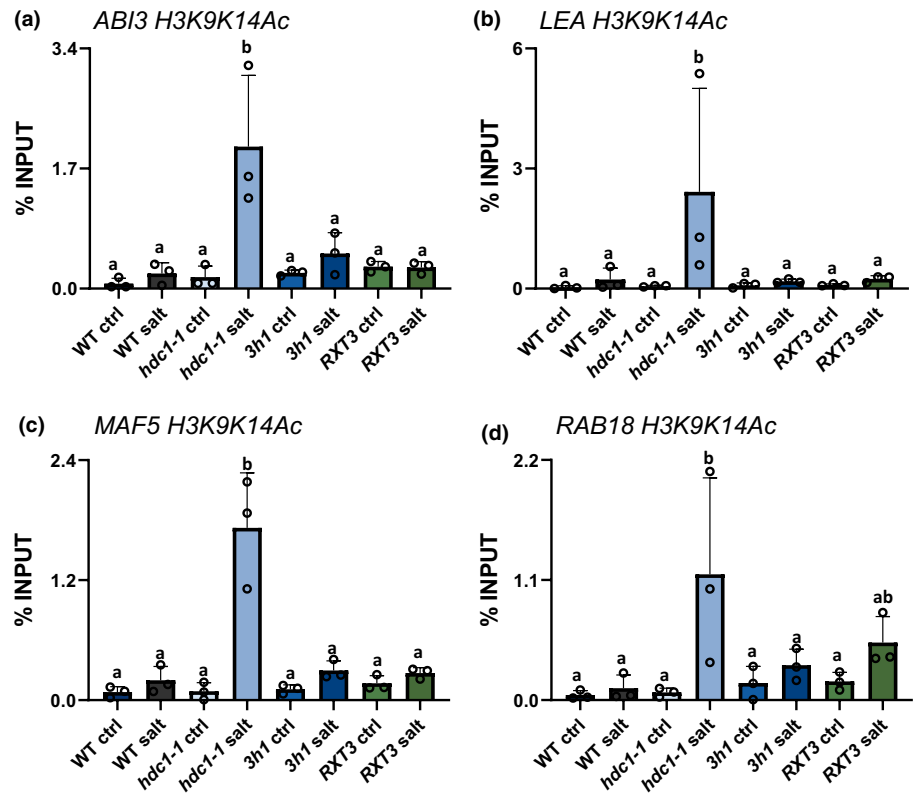 (a) ABI3 H3K9K14Ac
% INPUT
3.4
1.7
0.0
a a a b a a a a
WT ctrl WT salt hdc1-1 ctrl hdc1-1 salt 3h1 ctrl 3h1 salt RXT3 ctrl RXT3 salt
(b) LEA H3K9K14Ac
% INPUT
6
3
0
a a a b a a a a
WT ctrl WT salt hdc1-1 ctrl hdc1-1 salt 3h1 ctrl 3h1 salt RXT3 ctrl RXT3 salt
(c) MAF5 H3K9K14Ac
% INPUT
2.4
1.2
0.0
a a a b a a a a
WT ctrl WT salt hdc1-1 ctrl hdc1-1 salt 3h1 ctrl 3h1 salt RXT3 ctrl RXT3 salt
(d) RAB18 H3K9K14Ac
% INPUT
2.2
1.1
0.0
a a a b a a a ab
WT ctrl WT salt hdc1-1 ctrl hdc1-1 salt 3h1 ctrl 3h1 salt RXT3 ctrl RXT3 salt